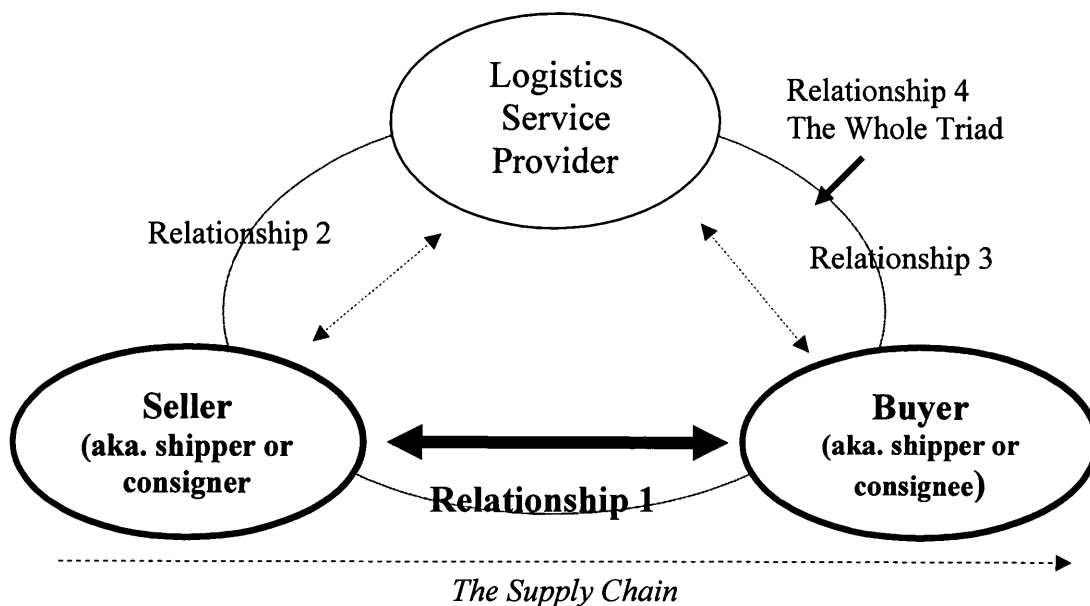 Logistics
Service
Provider
Relationship 4
The Whole Triad
Relationship 2
Relationship 3
Seller
(aka. shipper or
consigner
Buyer
(aka. shipper or
consignee)
Relationship 1
The Supply Chain